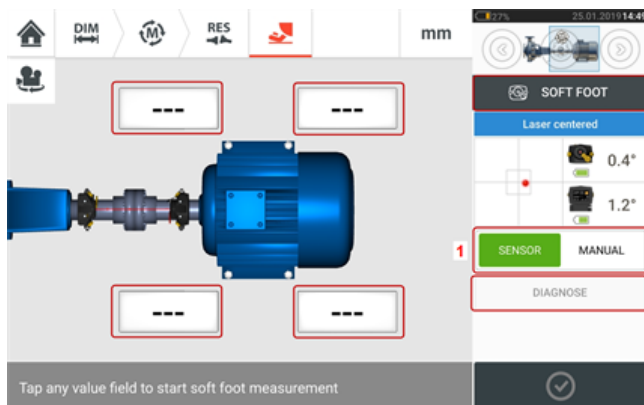 DIM
M
RES
mm
27%
25.01.2019 14:49
SOFT FOOT
Laser centered
0.4°
1.2°
1
SENSOR
MANUAL
DIAGNOSE
---
---
---
---
Tap any value field to start soft foot measurement